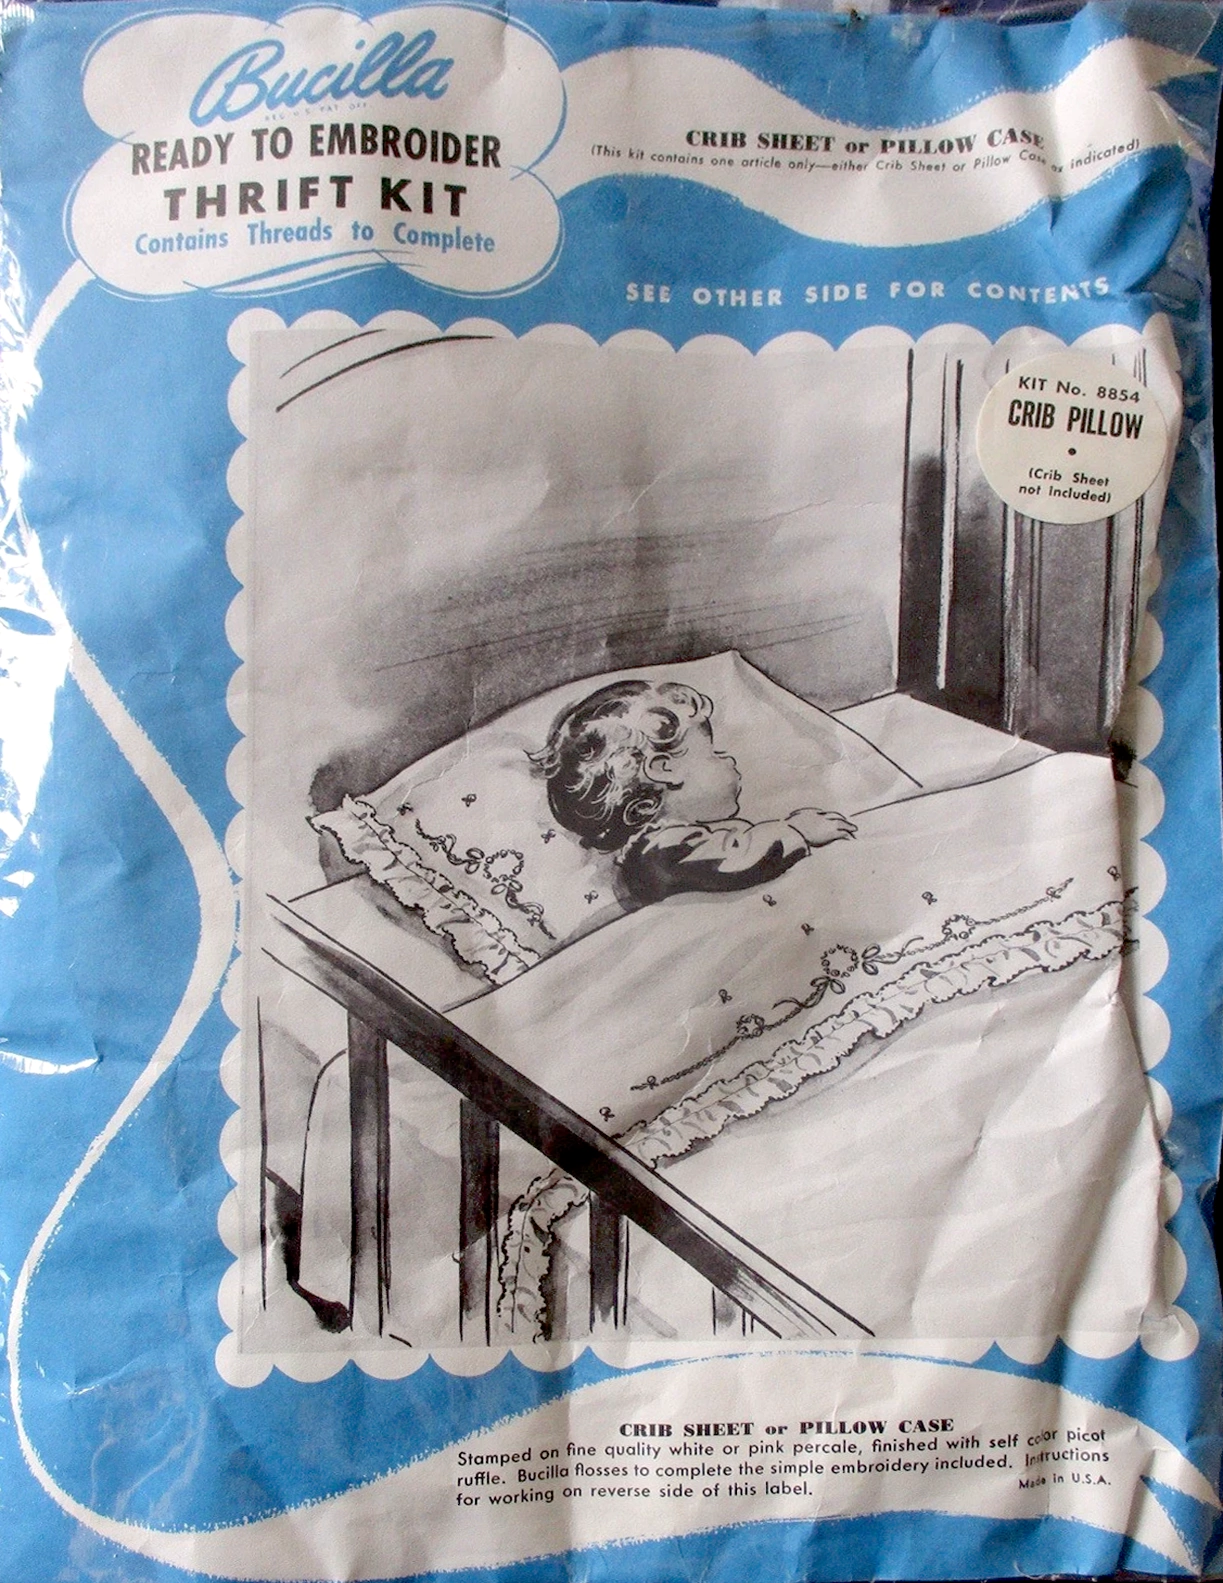 Bucilla
REG. U.S. PAT. OFF.
READY TO EMBROIDER
THRIFT KIT
Contains Threads to Complete
CRIB SHEET or PILLOW CASE
(This kit contains one article only—either Crib Sheet or Pillow Case as indicated)
SEE OTHER SIDE FOR CONTENTS
KIT No. 8854
CRIB PILLOW
•
(Crib Sheet
not Included)
CRIB SHEET or PILLOW CASE
Stamped on fine quality white or pink percale, finished with self color picot
ruffle. Bucilla flosses to complete the simple embroidery included. Instructions
for working on reverse side of this label.
Made in U.S.A.